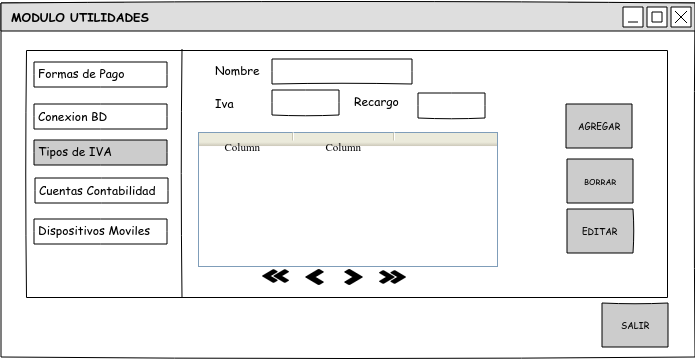 MODULO UTILIDADES
Formas de Pago
Conexion BD
Tipos de IVA
Cuentas Contabilidad
Dispositivos Moviles
Nombre
Iva
Recargo
Column
Column
AGREGAR
BORRAR
EDITAR
SALIR